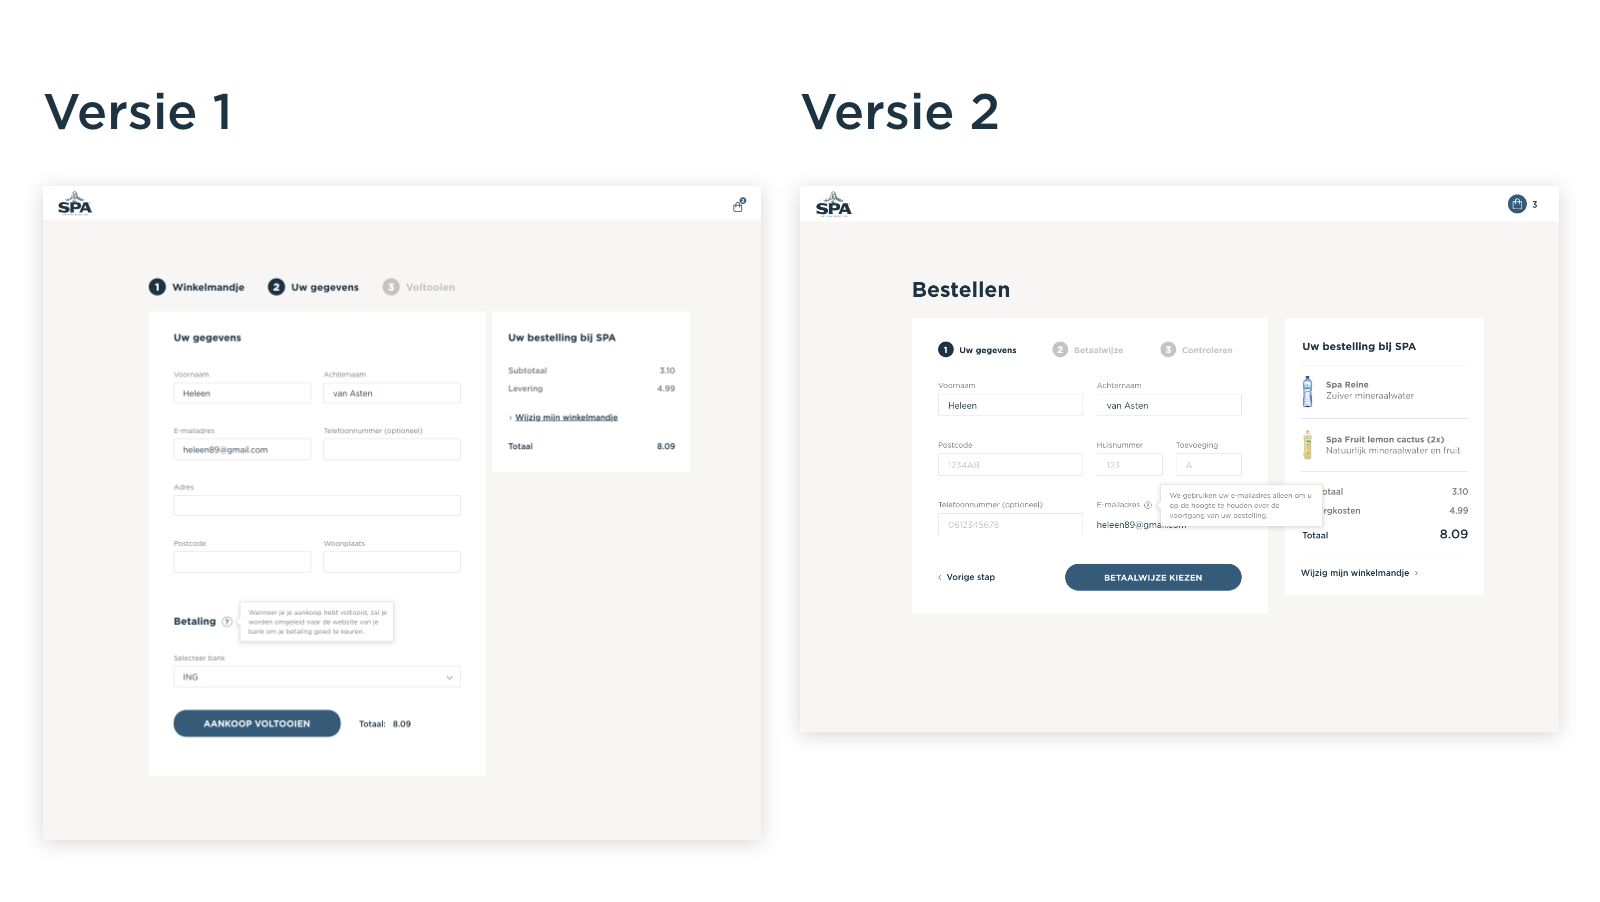 Versie 1
SPA
2
1 Winkelmandje 2 Uw gegevens 3 Voltooien
Uw gegevens
Voornaam Achternaam
Heleen van Asten
E-mailadres Telefoonnummer (optioneel)
heleen89@gmail.com
Adres
Postcode Woonplaats
Betaling ?
Wanneer je je aankoop hebt voltooid, zal je
worden omgeleid naar de website van je
bank om je betaling goed te keuren.
Selecteer bank
ING
AANKOOP VOLTOOIEN Totaal: 8.09
Uw bestelling bij SPA
Subtotaal 3.10
Levering 4.99
› Wijzig mijn winkelmandje
Totaal 8.09
Versie 2
SPA
3
Bestellen
1 Uw gegevens 2 Betaalwijze 3 Controleren
Voornaam Achternaam
Heleen van Asten
Postcode Huisnummer Toevoeging
1234AB 123 A
Telefoonnummer (optioneel) E-mailadres ?
0612345678 heleen89@gmail.com
We gebruiken uw e-mailadres alleen om u
op de hoogte te houden over de
voortgang van uw bestelling.
‹ Vorige stap BETAALWIJZE KIEZEN
Uw bestelling bij SPA
Spa Reine
Zuiver mineraalwater
Spa Fruit lemon cactus (2x)
Natuurlijk mineraalwater en fruit
otaal 3.10
rgkosten 4.99
Totaal 8.09
Wijzig mijn winkelmandje ›